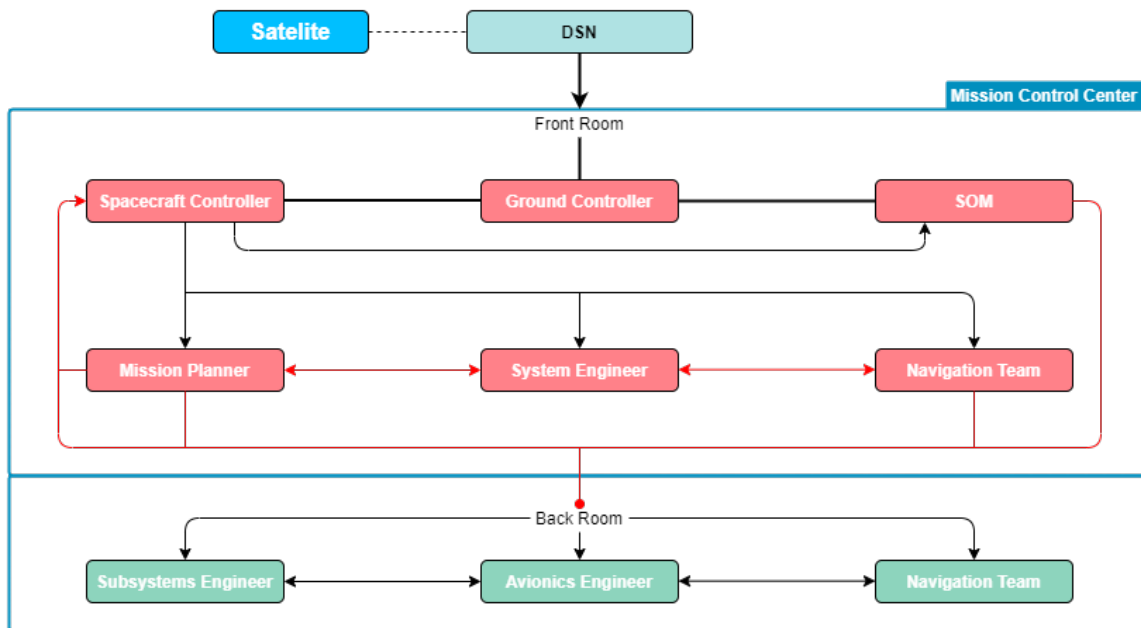 Satelite
DSN
Mission Control Center
Front Room
Spacecraft Controller
Ground Controller
SOM
Mission Planner
System Engineer
Navigation Team
Back Room
Subsystems Engineer
Avionics Engineer
Navigation Team